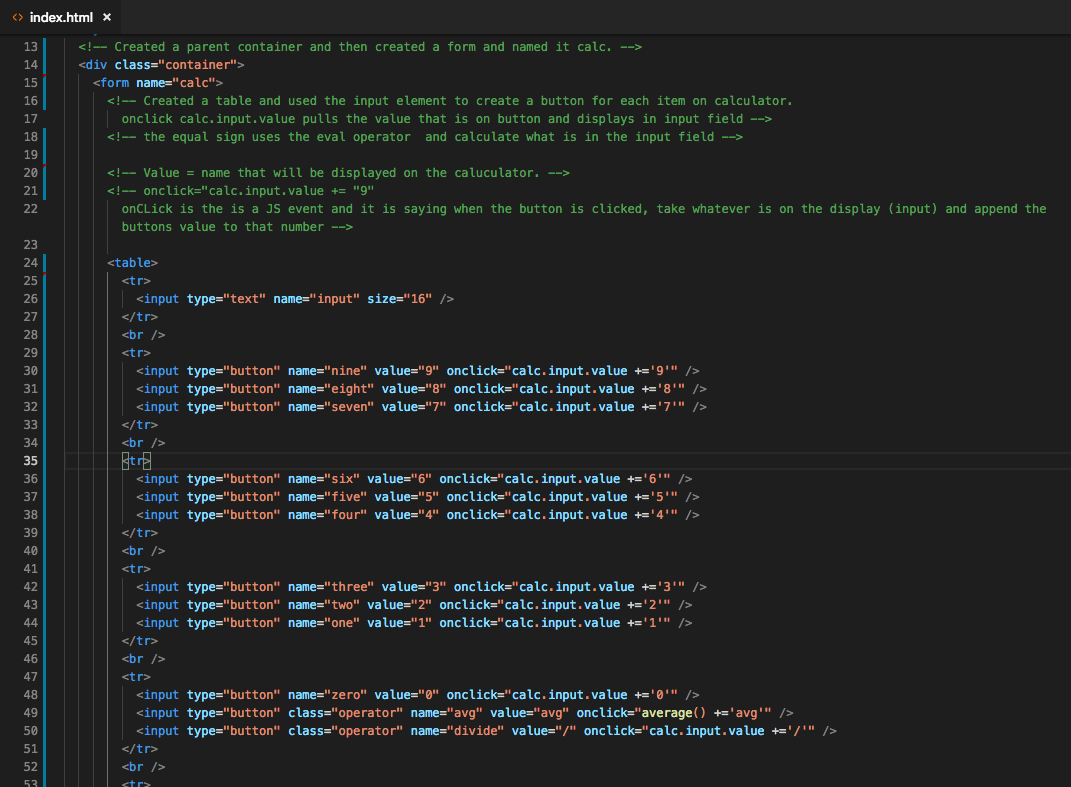 <> index.html ×
13 <!-- Created a parent container and then created a form and named it calc. -->
14 <div class="container">
15 <form name="calc">
16 <!-- Created a table and used the input element to create a button for each item on calculator.
17 onclick calc.input.value pulls the value that is on button and displays in input field -->
18 <!-- the equal sign uses the eval operator  and calculate what is in the input field -->
19
20 <!-- Value = name that will be displayed on the caluculator. -->
21 <!-- onclick="calc.input.value += "9"
22 onCLick is the is a JS event and it is saying when the button is clicked, take whatever is on the display (input) and append the
buttons value to that number -->
23
24 <table>
25 <tr>
26 <input type="text" name="input" size="16" />
27 </tr>
28 <br />
29 <tr>
30 <input type="button" name="nine" value="9" onclick="calc.input.value +='9'" />
31 <input type="button" name="eight" value="8" onclick="calc.input.value +='8'" />
32 <input type="button" name="seven" value="7" onclick="calc.input.value +='7'" />
33 </tr>
34 <br />
35 <tr>
36 <input type="button" name="six" value="6" onclick="calc.input.value +='6'" />
37 <input type="button" name="five" value="5" onclick="calc.input.value +='5'" />
38 <input type="button" name="four" value="4" onclick="calc.input.value +='4'" />
39 </tr>
40 <br />
41 <tr>
42 <input type="button" name="three" value="3" onclick="calc.input.value +='3'" />
43 <input type="button" name="two" value="2" onclick="calc.input.value +='2'" />
44 <input type="button" name="one" value="1" onclick="calc.input.value +='1'" />
45 </tr>
46 <br />
47 <tr>
48 <input type="button" name="zero" value="0" onclick="calc.input.value +='0'" />
49 <input type="button" class="operator" name="avg" value="avg" onclick="average() +='avg'" />
50 <input type="button" class="operator" name="divide" value="/" onclick="calc.input.value +='/'" />
51 </tr>
52 <br />
53 <tr>